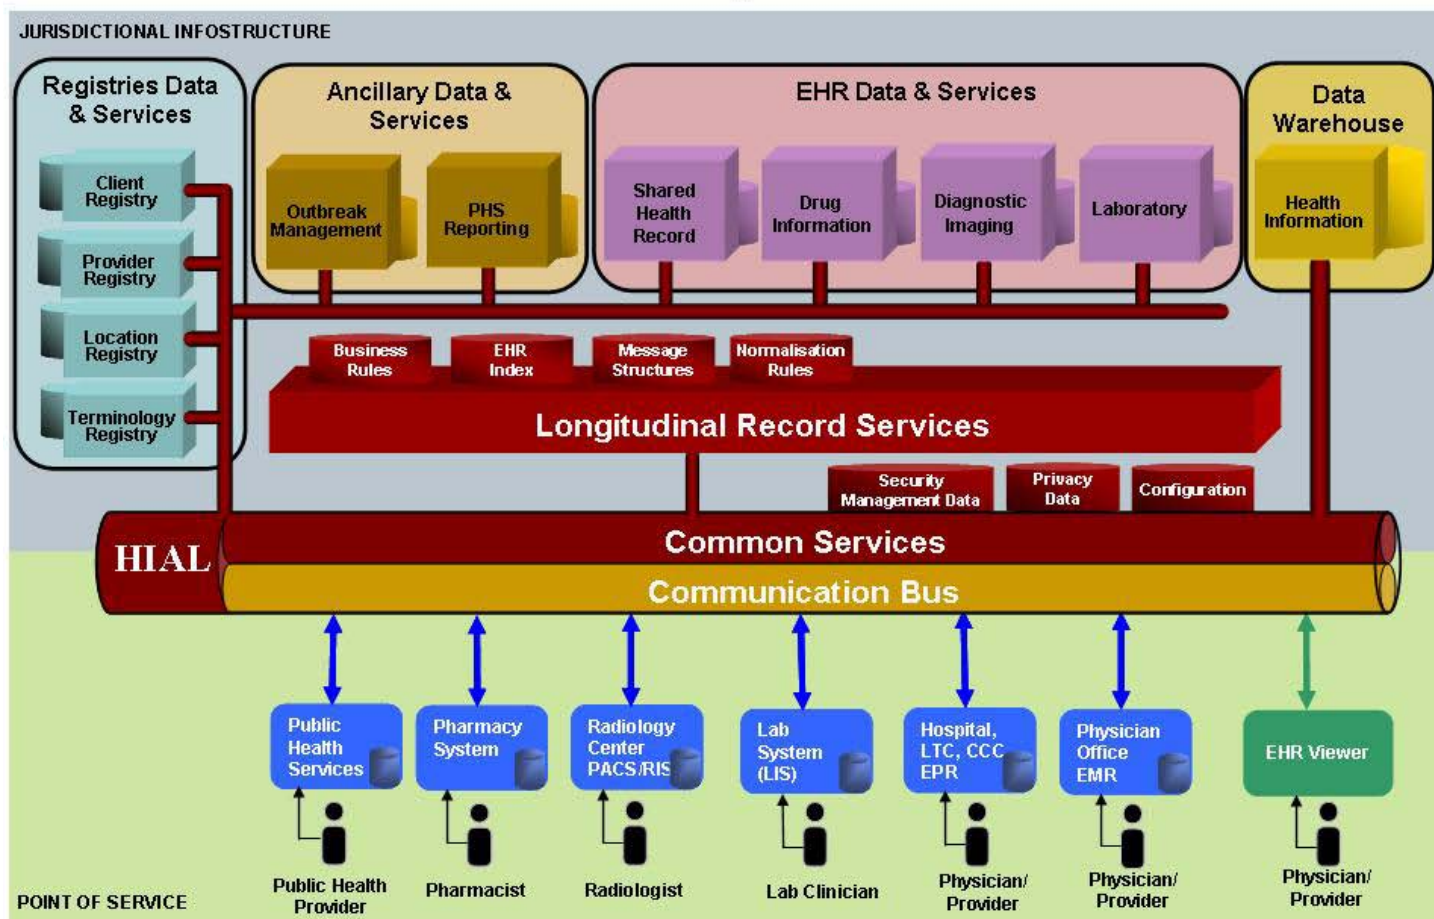 JURISDICTIONAL INFOSTRUCTURE
Registries Data
& Services
Client
Registry
Provider
Registry
Location
Registry
Terminology
Registry
Ancillary Data &
Services
Outbreak
Management
PHS
Reporting
EHR Data & Services
Shared
Health
Record
Drug
Information
Diagnostic
Imaging
Laboratory
Data
Warehouse
Health
Information
Business
Rules
EHR
Index
Message
Structures
Normalisation
Rules
Longitudinal Record Services
Security
Management Data
Privacy
Data
Configuration
HIAL
Common Services
Communication Bus
Public
Health
Services
Pharmacy
System
Radiology
Center
PACS/RIS
Lab
System
(LIS)
Hospital,
LTC, CCC
EPR
Physician
Office
EMR
EHR Viewer
Public Health
Provider
Pharmacist
Radiologist
Lab Clinician
Physician/
Provider
Physician/
Provider
Physician/
Provider
POINT OF SERVICE